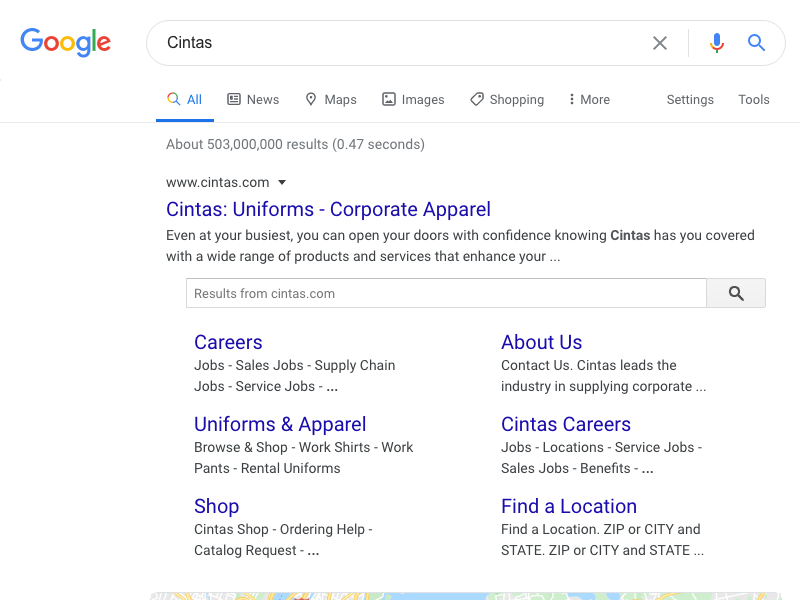 Google
Cintas
All News Maps Images Shopping More Settings Tools
About 503,000,000 results (0.47 seconds)
www.cintas.com
Cintas: Uniforms - Corporate Apparel
Even at your busiest, you can open your doors with confidence knowing Cintas has you covered
with a wide range of products and services that enhance your ...
Results from cintas.com
Careers
Jobs - Sales Jobs - Supply Chain
Jobs - Service Jobs - ...
About Us
Contact Us. Cintas leads the
industry in supplying corporate ...
Uniforms & Apparel
Browse & Shop - Work Shirts - Work
Pants - Rental Uniforms
Cintas Careers
Jobs - Locations - Service Jobs -
Sales Jobs - Benefits - ...
Shop
Cintas Shop - Ordering Help -
Catalog Request - ...
Find a Location
Find a Location. ZIP or CITY and
STATE. ZIP or CITY and STATE ...